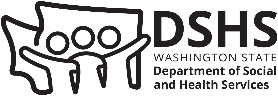 DSHS
WASHINGTON STATE
Department of Social
and Health Services